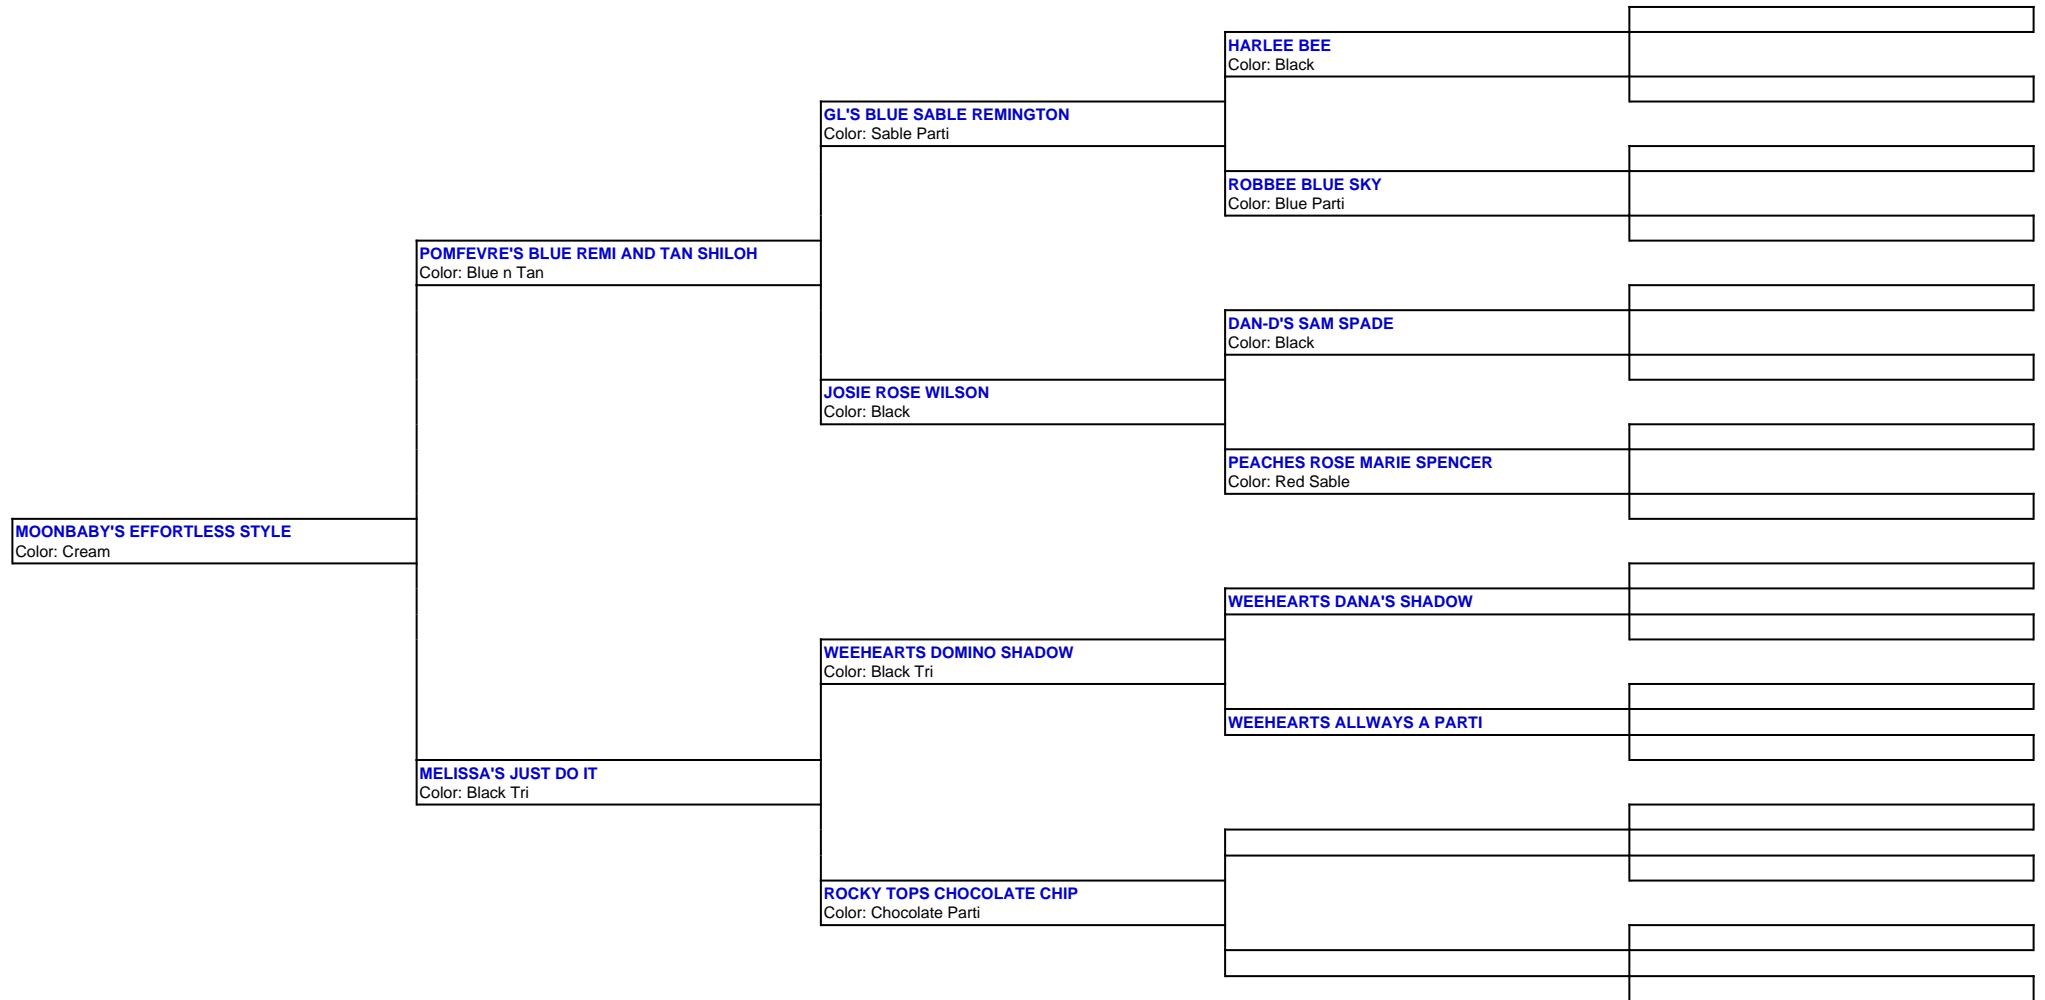 HARLEE BEE
Color: Black
GL'S BLUE SABLE REMINGTON
Color: Sable Parti
ROBBEE BLUE SKY
Color: Blue Parti
POMFEVRE'S BLUE REMI AND TAN SHILOH
Color: Blue n Tan
DAN-D'S SAM SPADE
Color: Black
JOSIE ROSE WILSON
Color: Black
PEACHES ROSE MARIE SPENCER
Color: Red Sable
MOONBABY'S EFFORTLESS STYLE
Color: Cream
WEEHEARTS DANA'S SHADOW
WEEHEARTS DOMINO SHADOW
Color: Black Tri
WEEHEARTS ALLWAYS A PARTI
MELISSA'S JUST DO IT
Color: Black Tri
ROCKY TOPS CHOCOLATE CHIP
Color: Chocolate Parti